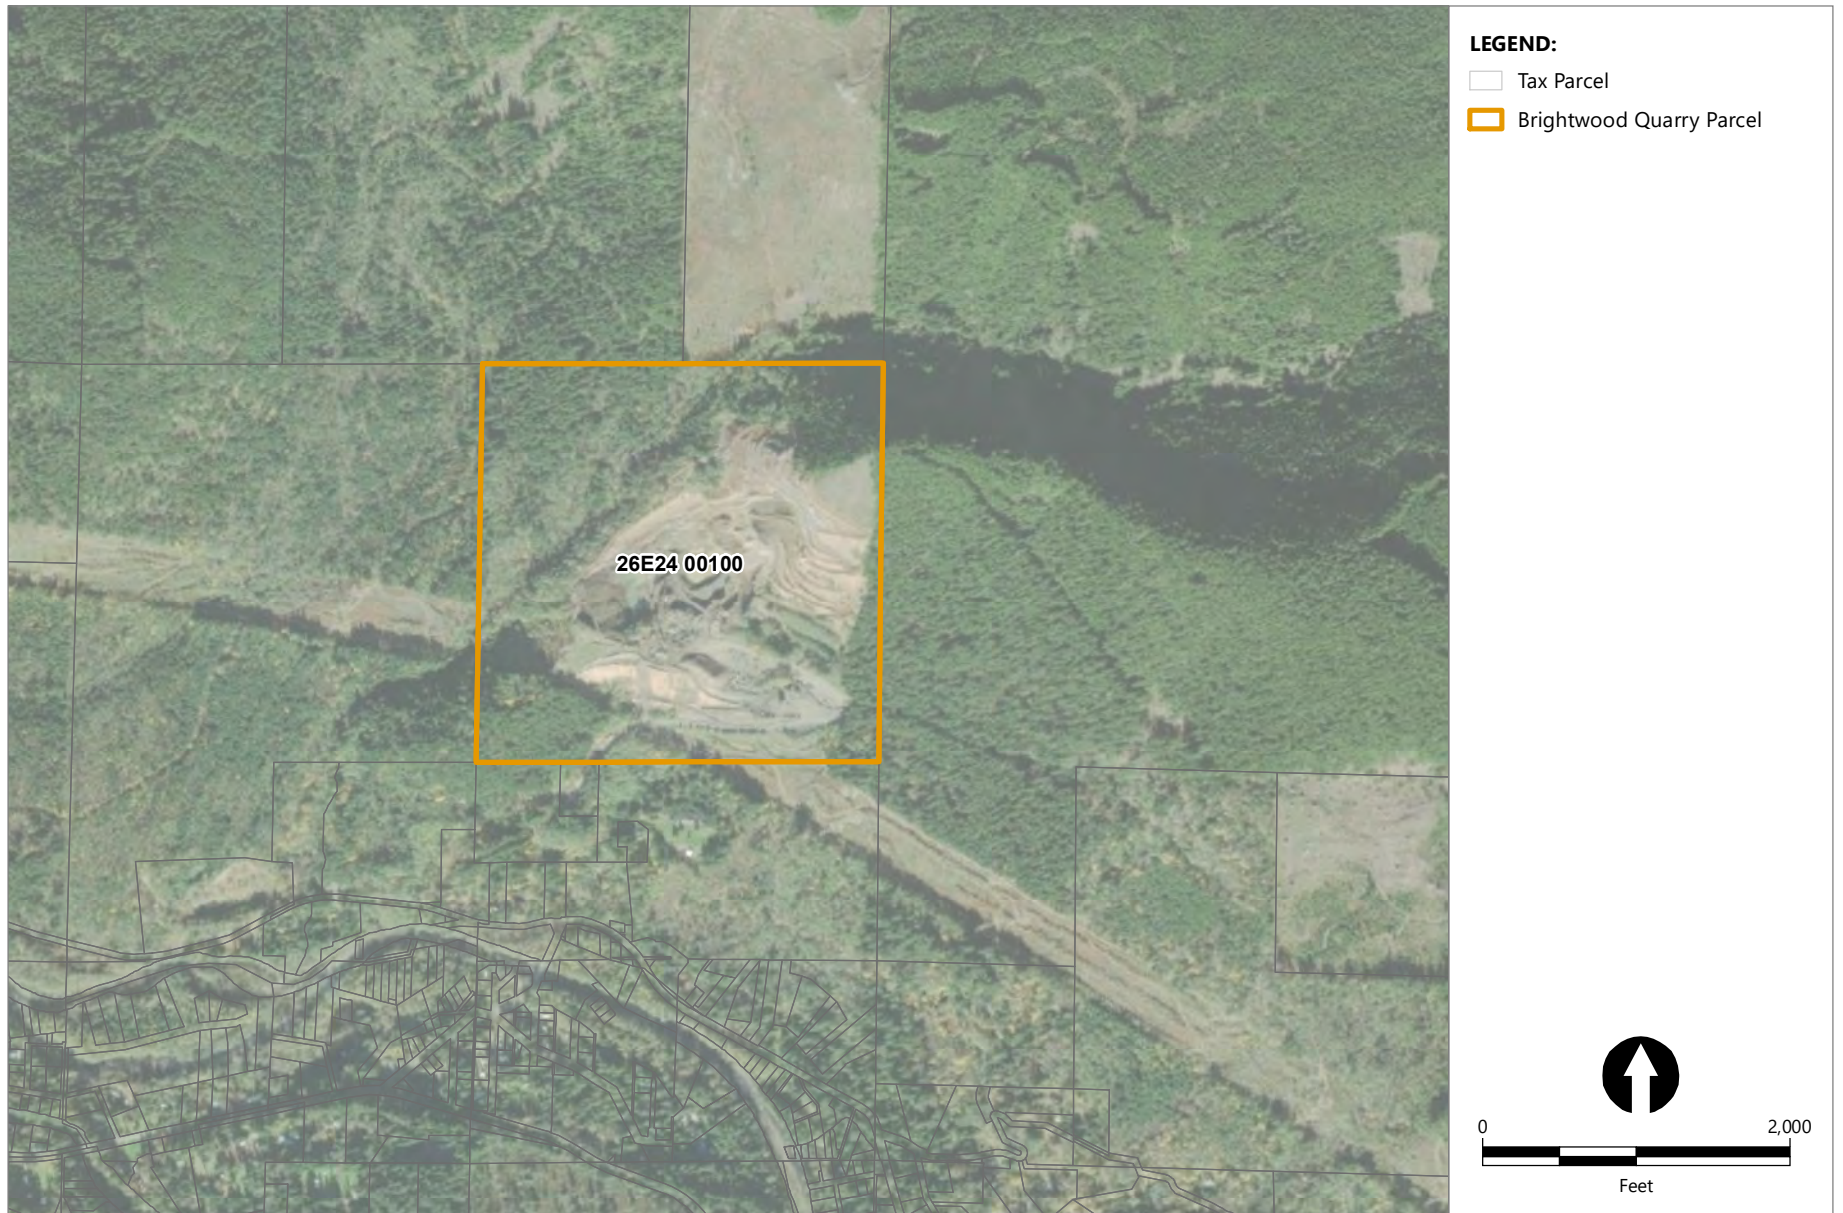 LEGEND:
Tax Parcel
Brightwood Quarry Parcel
26E24 00100
0 2,000
Feet